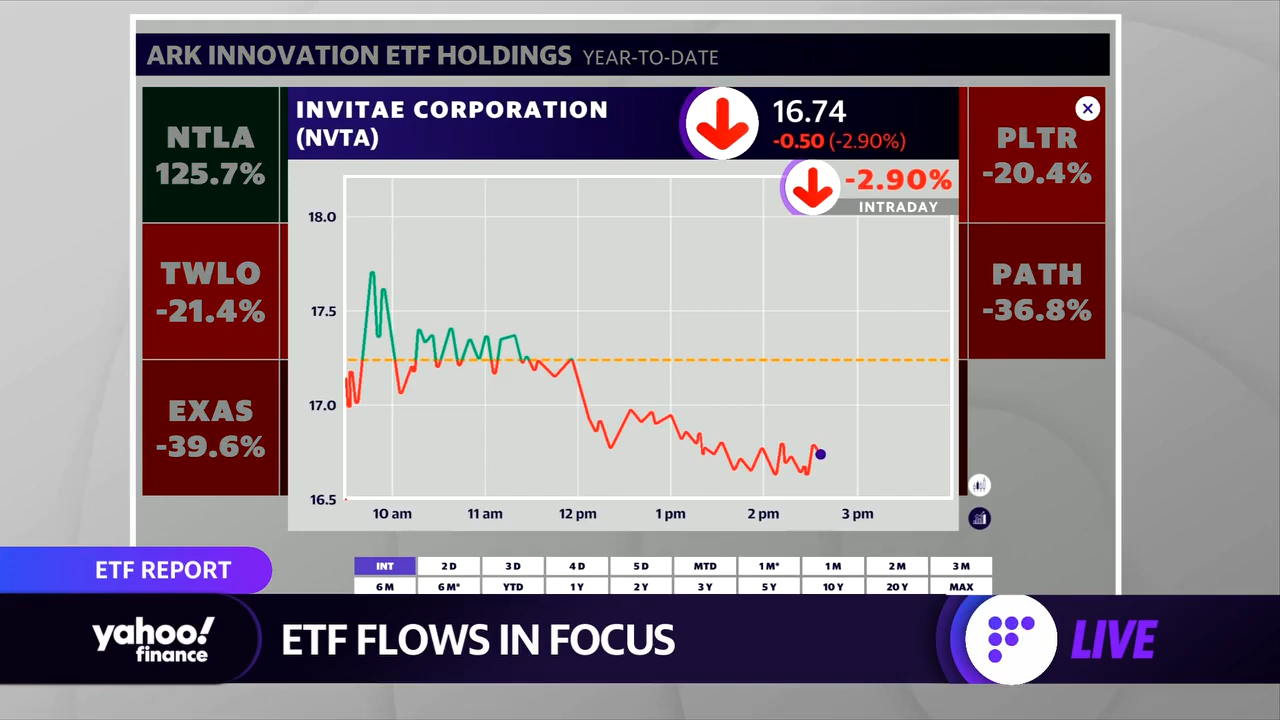 ARK INNOVATION ETF HOLDINGS YEAR-TO-DATE
NTLA
125.7%
TWLO
-21.4%
EXAS
-39.6%
INVITAE CORPORATION
(NVTA)
16.74
-0.50 (-2.90%)
-2.90%
INTRADAY
18.0
17.5
17.0
16.5
10 am 11 am 12 pm 1 pm 2 pm 3 pm
PLTR
-20.4%
PATH
-36.8%
INT 2 D 3 D 4 D 5 D MTD 1 M* 1 M 2 M 3 M
6 M 6 M* YTD 1 Y 2 Y 3 Y 5 Y 10 Y 20 Y MAX
ETF REPORT
yahoo!
finance
ETF FLOWS IN FOCUS
LIVE